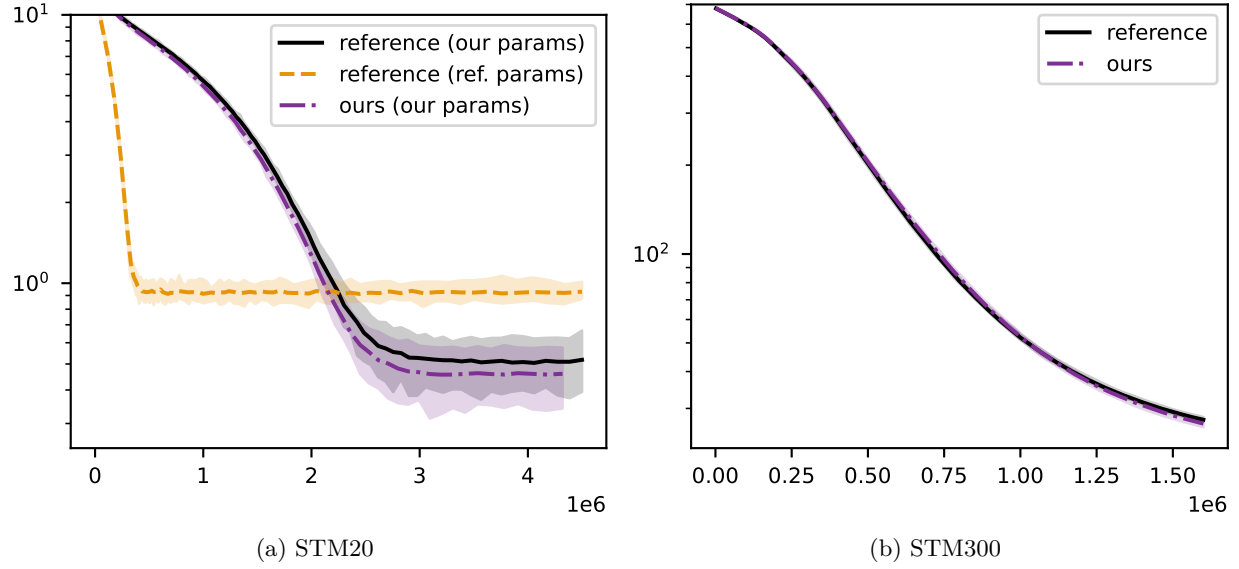 10^1
10^0
reference (our params)
reference (ref. params)
ours (our params)
0 1 2 3 4
1e6
(a) STM20
10^2
reference
ours
0.00 0.25 0.50 0.75 1.00 1.25 1.50
1e6
(b) STM300